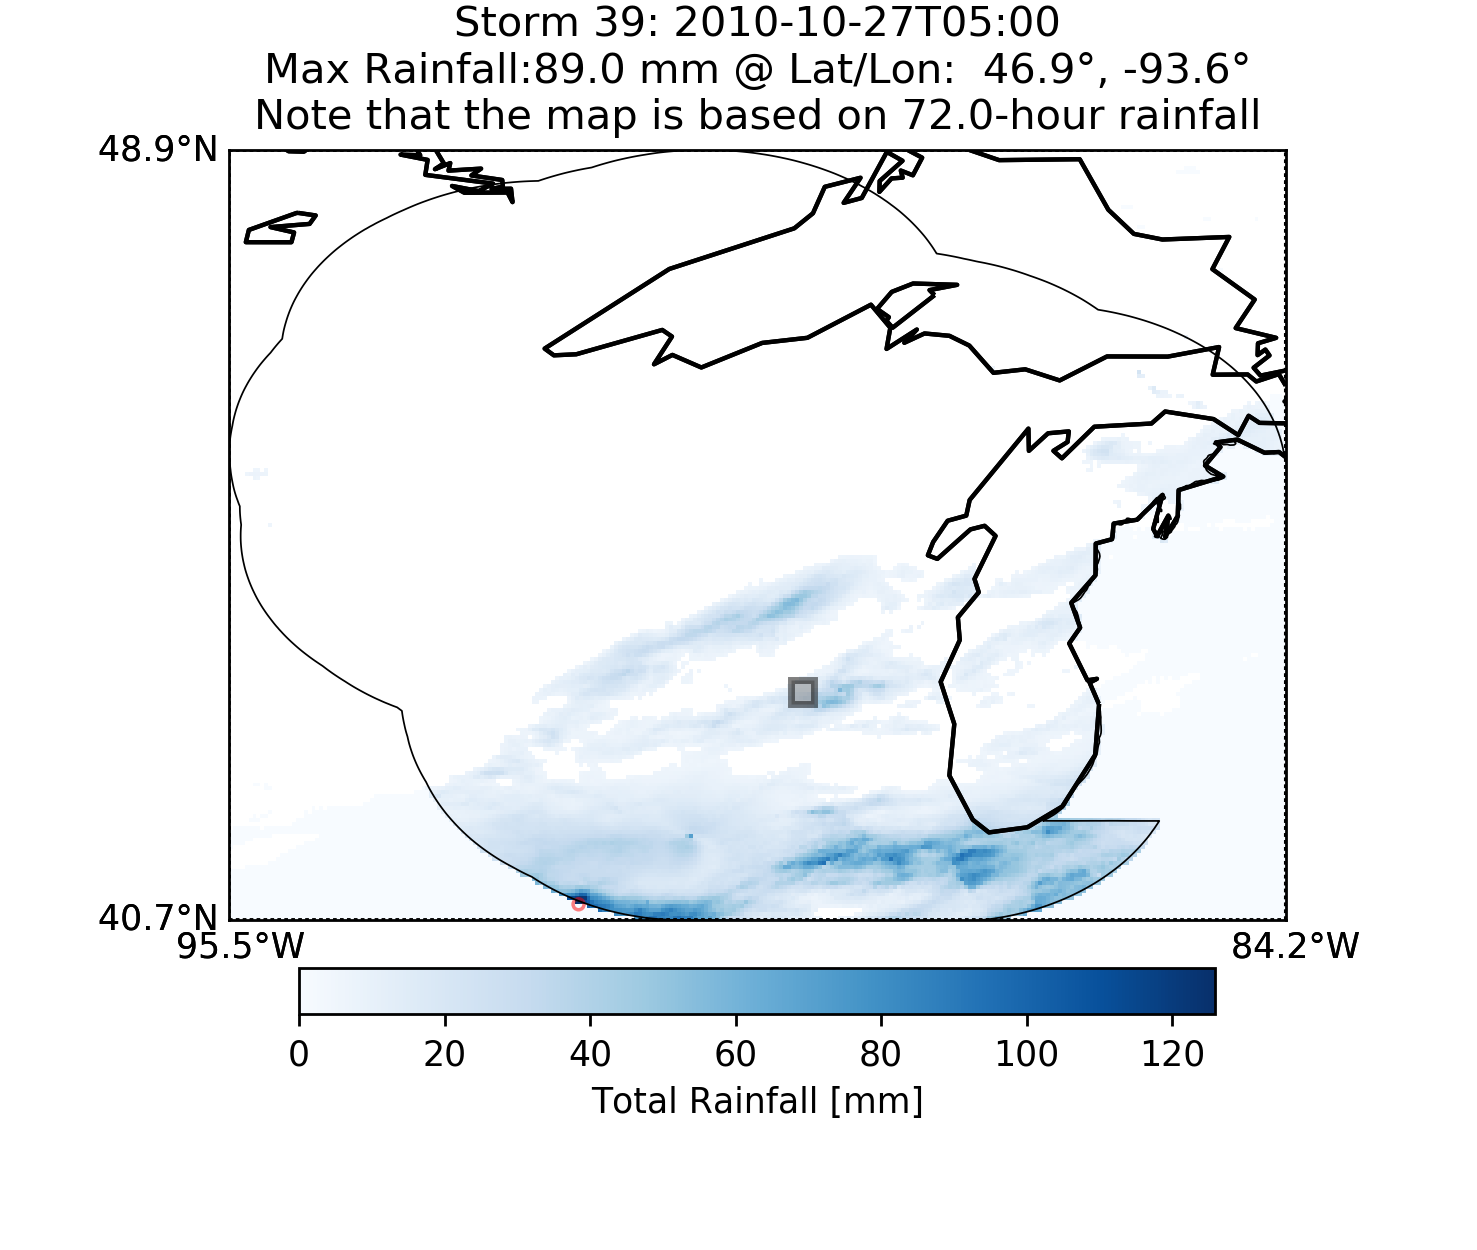 Storm 39: 2010-10-27T05:00
Max Rainfall:89.0 mm @ Lat/Lon:  46.9°, -93.6°
Note that the map is based on 72.0-hour rainfall
48.9°N
40.7°N
95.5°W 84.2°W
0 20 40 60 80 100 120
Total Rainfall [mm]